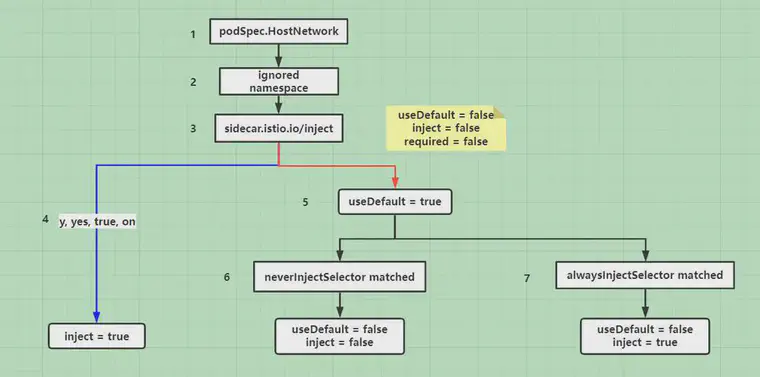 1
podSpec.HostNetwork
2
ignored
namespace
3
sidecar.istio.io/inject
useDefault = false
inject = false
required = false
4
y, yes, true, on
5
useDefault = true
6
neverInjectSelector matched
7
alwaysInjectSelector matched
inject = true
useDefault = false
inject = false
useDefault = false
inject = true